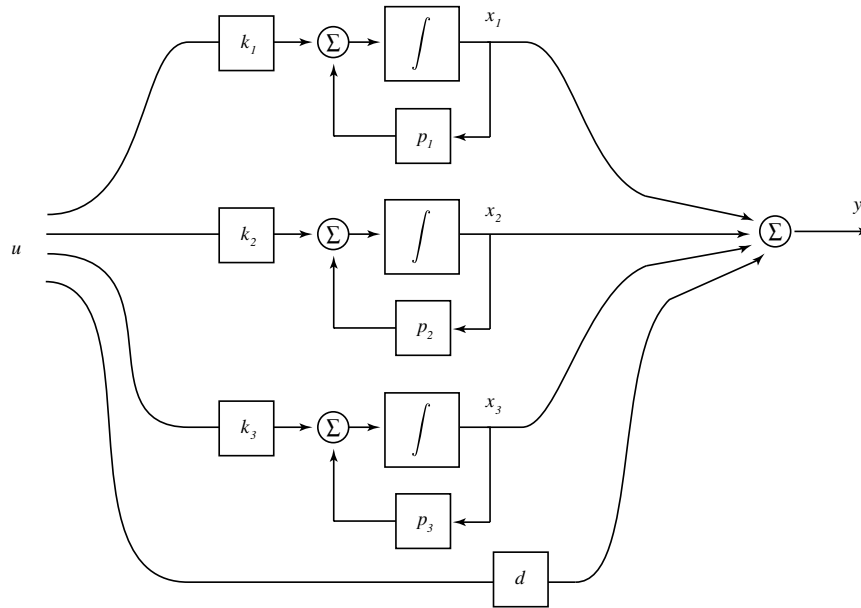 k₁ Σ ∫ x₁
p₁
k₂ Σ ∫ x₂ Σ y
p₂
u
k₃ Σ ∫ x₃
p₃
d